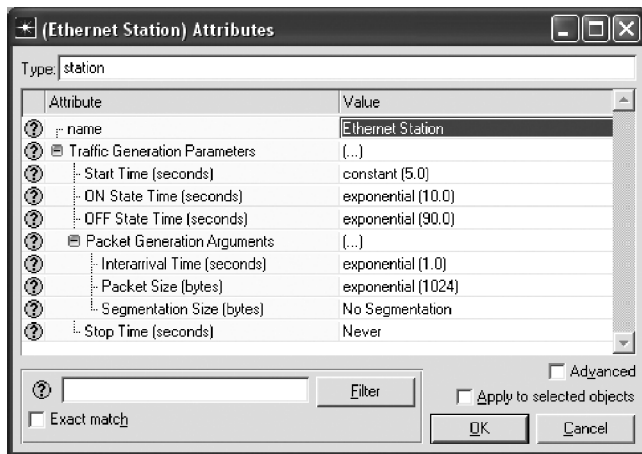 (Ethernet Station) Attributes
Type: station
Attribute Value
name Ethernet Station
Traffic Generation Parameters (...)
Start Time (seconds) constant (5.0)
ON State Time (seconds) exponential (10.0)
OFF State Time (seconds) exponential (90.0)
Packet Generation Arguments (...)
Interarrival Time (seconds) exponential (1.0)
Packet Size (bytes) exponential (1024)
Segmentation Size (bytes) No Segmentation
Stop Time (seconds) Never
Advanced
Filter
Apply to selected objects
Exact match
OK Cancel